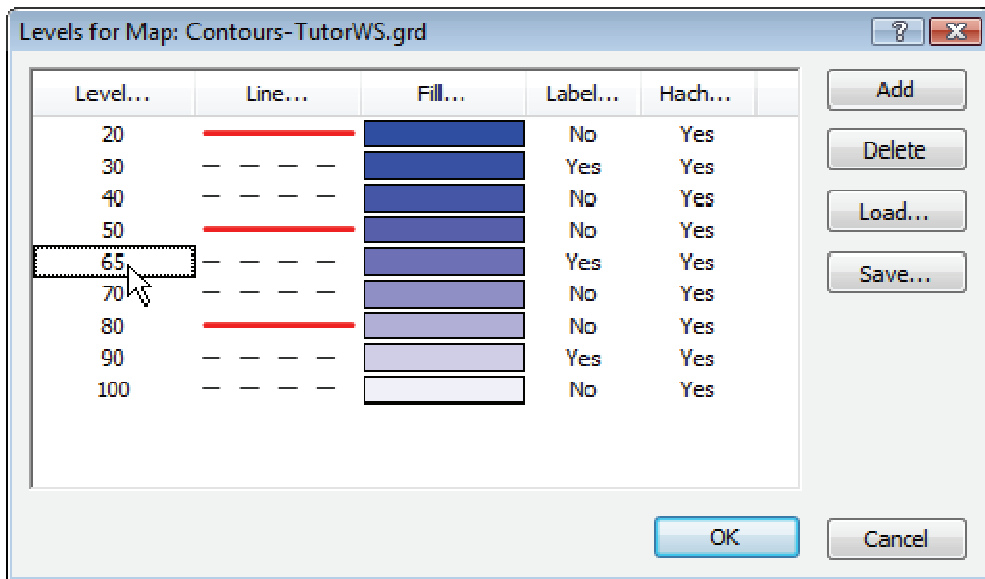 Levels for Map: Contours-TutorWS.grd ?
Level... Line... Fill... Label... Hach... Add
20 No Yes
30 Yes Yes Delete
40 No Yes
50 No Yes Load...
65 Yes Yes Save...
70 No Yes
80 No Yes
90 Yes Yes
100 No Yes
OK Cancel